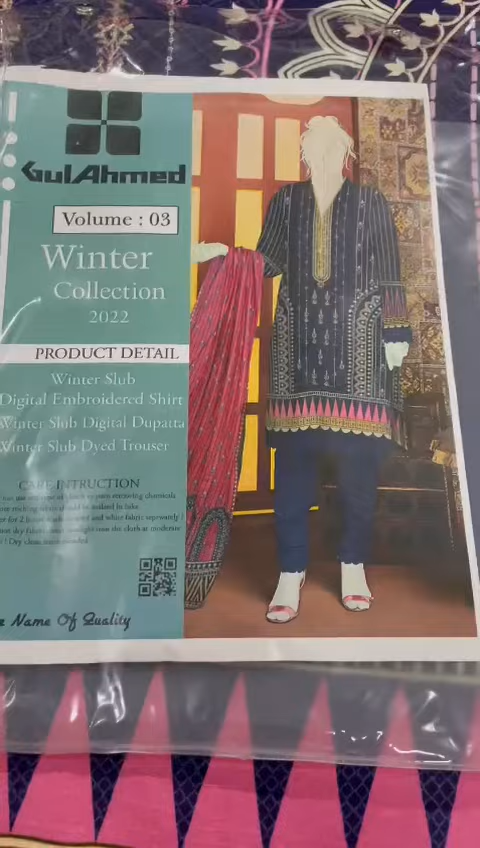 GulAhmed
Volume : 03
Winter
Collection
2022
PRODUCT DETAIL
Winter Slub
Digital Embroidered Shirt
Winter Slub Digital Dupatta
Winter Slub Dyed Trouser
CARE INTRUCTION
Name Of Quality